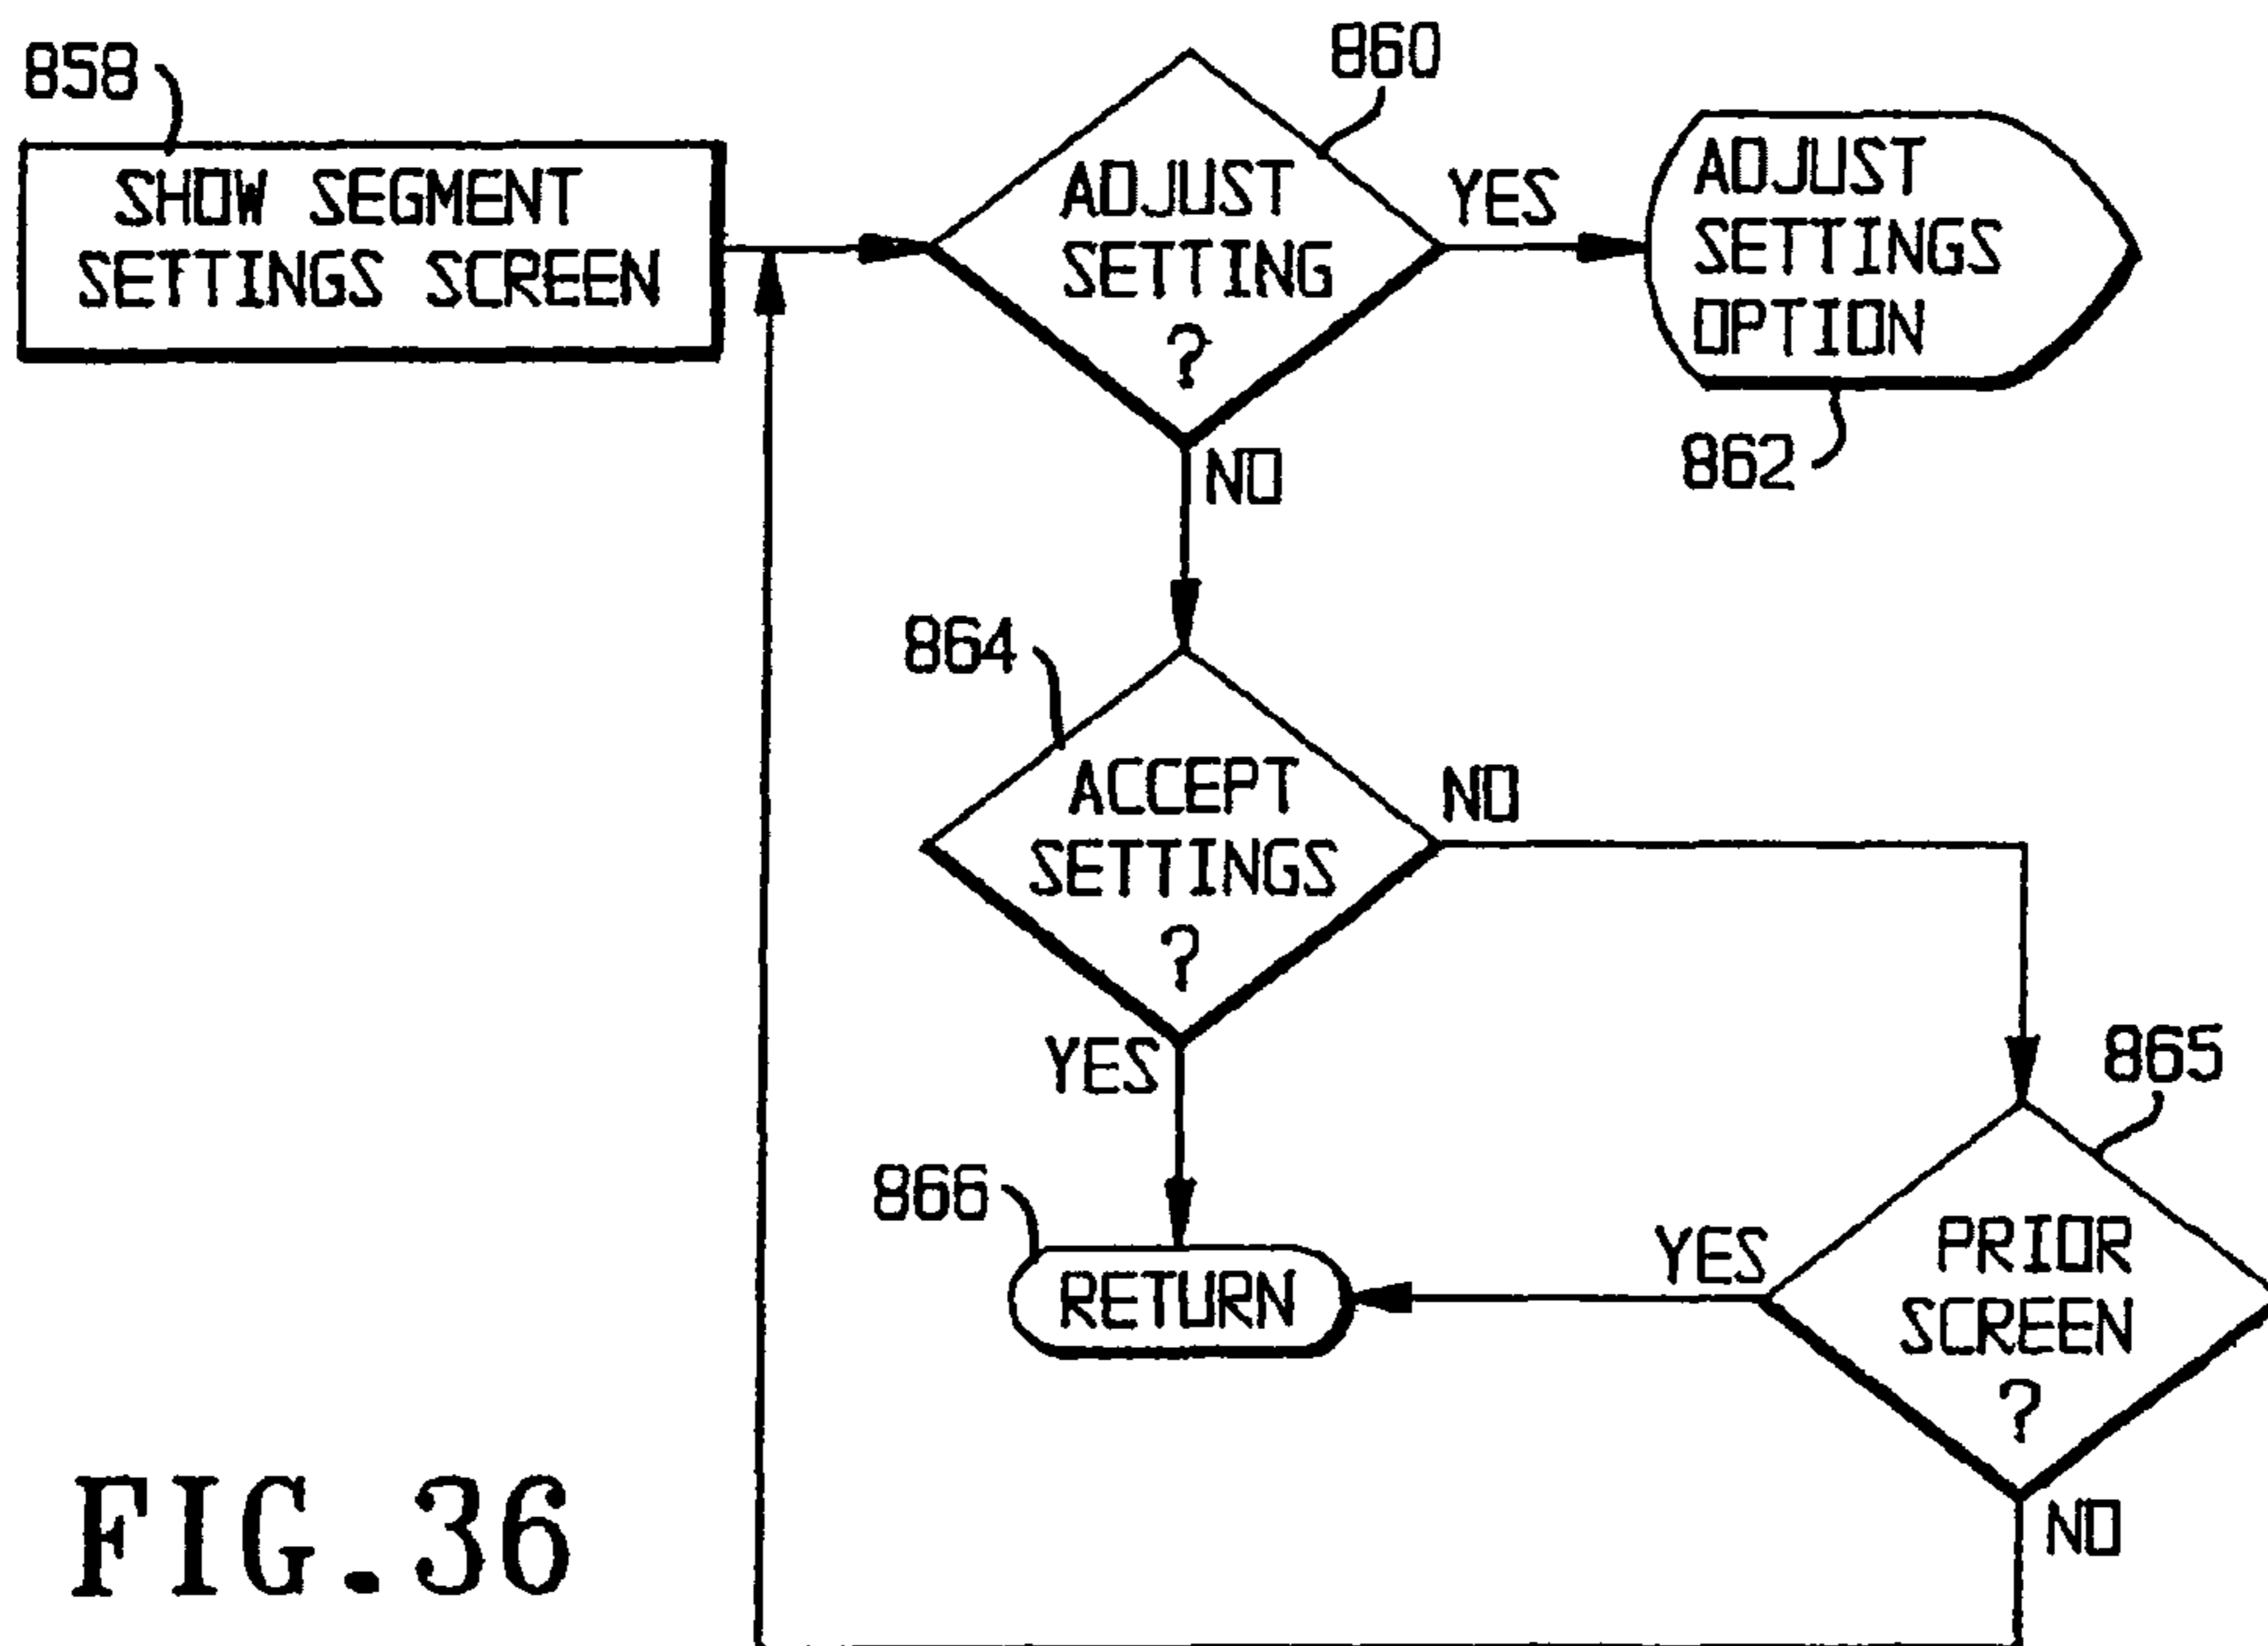 858
SHOW SEGMENT
SETTINGS SCREEN
860
ADJUST
SETTING
?
YES
ADJUST
SETTINGS
OPTION
862
NO
864
ACCEPT
SETTINGS
?
NO
YES
865
866
RETURN
YES
PRIOR
SCREEN
?
NO
FIG.36